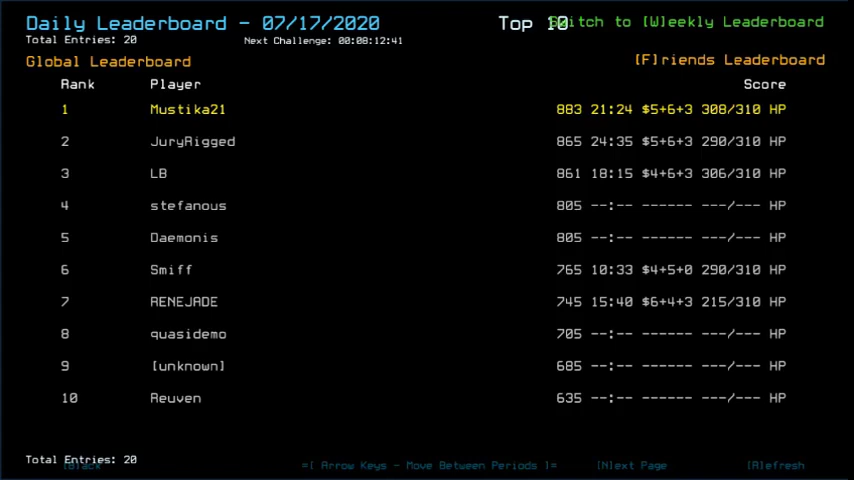 Daily Leaderboard - 07/17/2020 Top 10 Switch to [W]eekly Leaderboard
Total Entries: 20 Next Challenge: 00:08:12:41
Global Leaderboard [F]riends Leaderboard
Rank Player Score
1 Mustika21 883 21:24 $5+6+3 308/310 HP
2 JuryRigged 865 24:35 $5+6+3 290/310 HP
3 LB 861 18:15 $4+6+3 306/310 HP
4 stefanous 805 --:-- ------ ---/--- HP
5 Daemonis 805 --:-- ------ ---/--- HP
6 Smiff 765 10:33 $4+5+0 290/310 HP
7 RENEJADE 745 15:40 $6+4+3 215/310 HP
8 quasidemo 705 --:-- ------ ---/--- HP
9 [unknown] 685 --:-- ------ ---/--- HP
10 Reuven 635 --:-- ------ ---/--- HP
Total Entries: 20
[B]ack =[ Arrow Keys - Move Between Periods ]= [N]ext Page [R]efresh